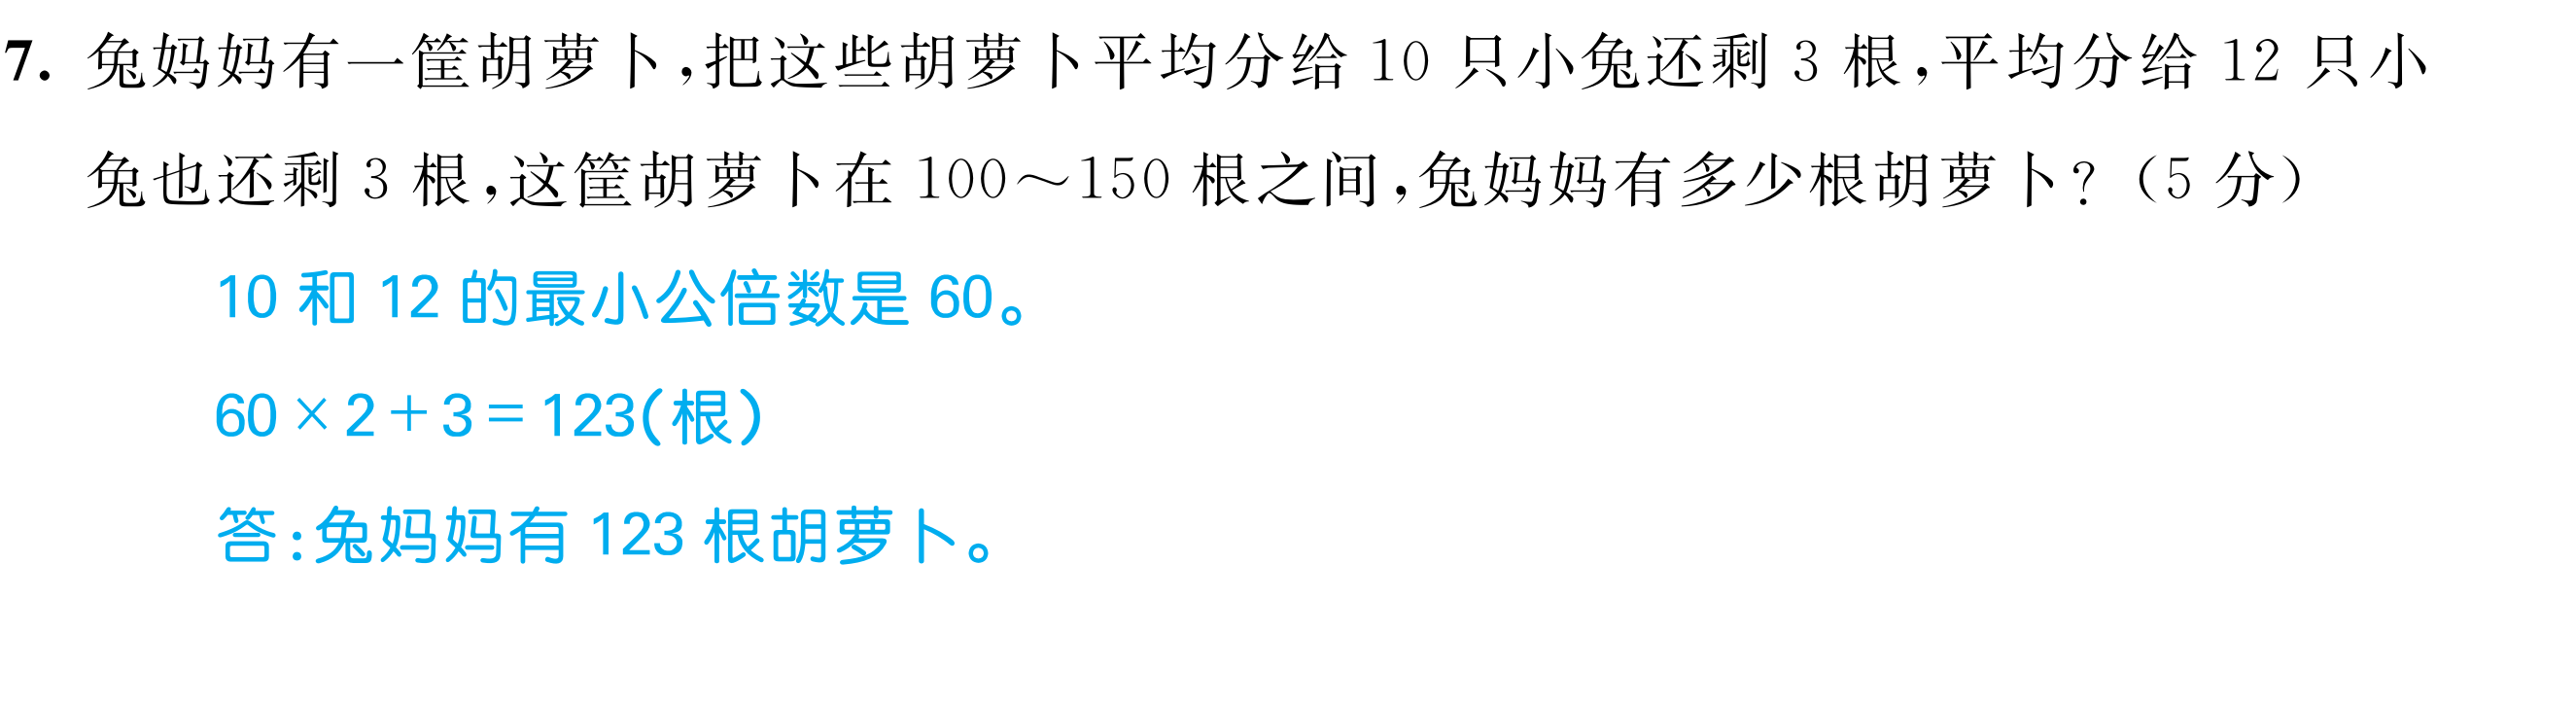 7. 兔妈妈有一筐胡萝卜,把这些胡萝卜平均分给 10 只小兔还剩 3 根,平均分给 12 只小
兔也还剩 3 根,这筐胡萝卜在 100～150 根之间,兔妈妈有多少根胡萝卜?(5 分)
10 和 12 的最小公倍数是 60。
60×2+3=123(根)
答:兔妈妈有 123 根胡萝卜。